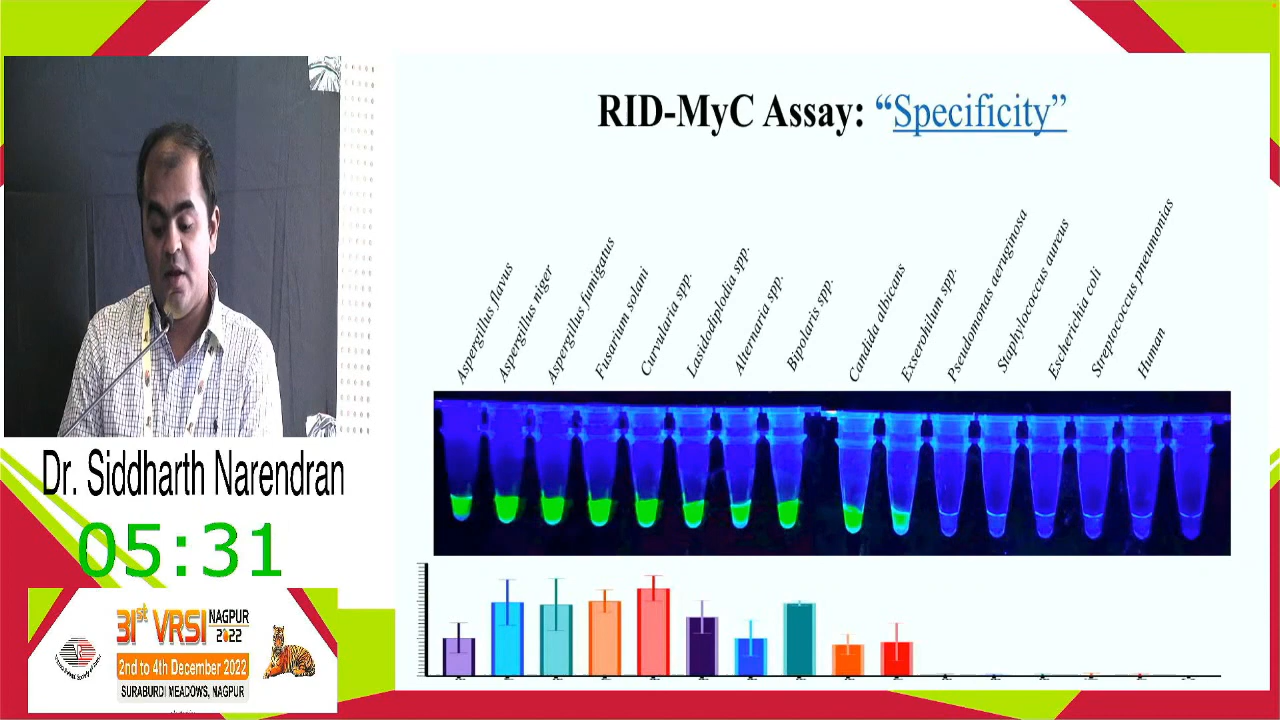 RID-MyC Assay: “Specificity”
Aspergillus flavus
Aspergillus niger
Aspergillus fumigatus
Fusarium solani
Curvularia spp.
Lasidodiplodia spp.
Alternaria spp.
Bipolaris spp.
Candida albicans
Exserohilum spp.
Pseudomonas aeruginosa
Staphylococcus aureus
Escherichia coli
Streptococcus pneumonias
Human
Dr. Siddharth Narendran
05:31
31st VRSI NAGPUR 2022
2nd to 4th December 2022
SURABURDI MEADOWS, NAGPUR